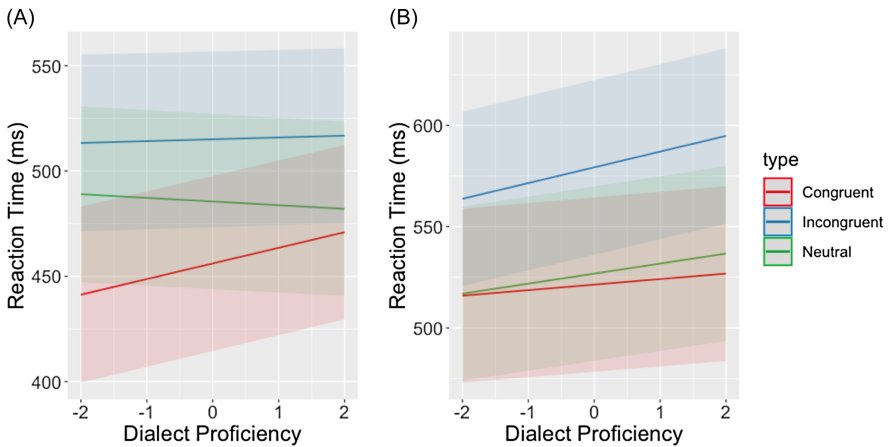 (A)
Reaction Time (ms)
550
500
450
400
-2 -1 0 1 2
Dialect Proficiency
(B)
Reaction Time (ms)
600
550
500
-2 -1 0 1 2
Dialect Proficiency
type
Congruent
Incongruent
Neutral